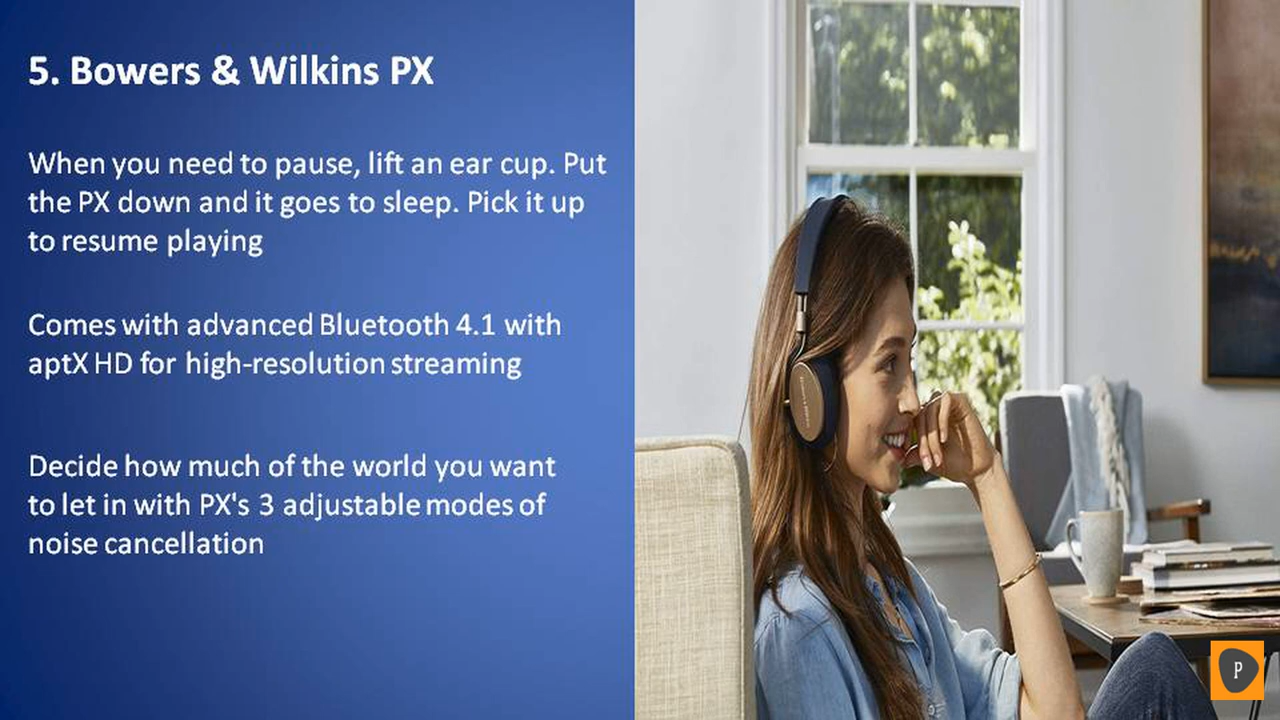 5. Bowers & Wilkins PX
When you need to pause, lift an ear cup. Put
the PX down and it goes to sleep. Pick it up
to resume playing
Comes with advanced Bluetooth 4.1 with
aptX HD for high-resolution streaming
Decide how much of the world you want
to let in with PX's 3 adjustable modes of
noise cancellation
P